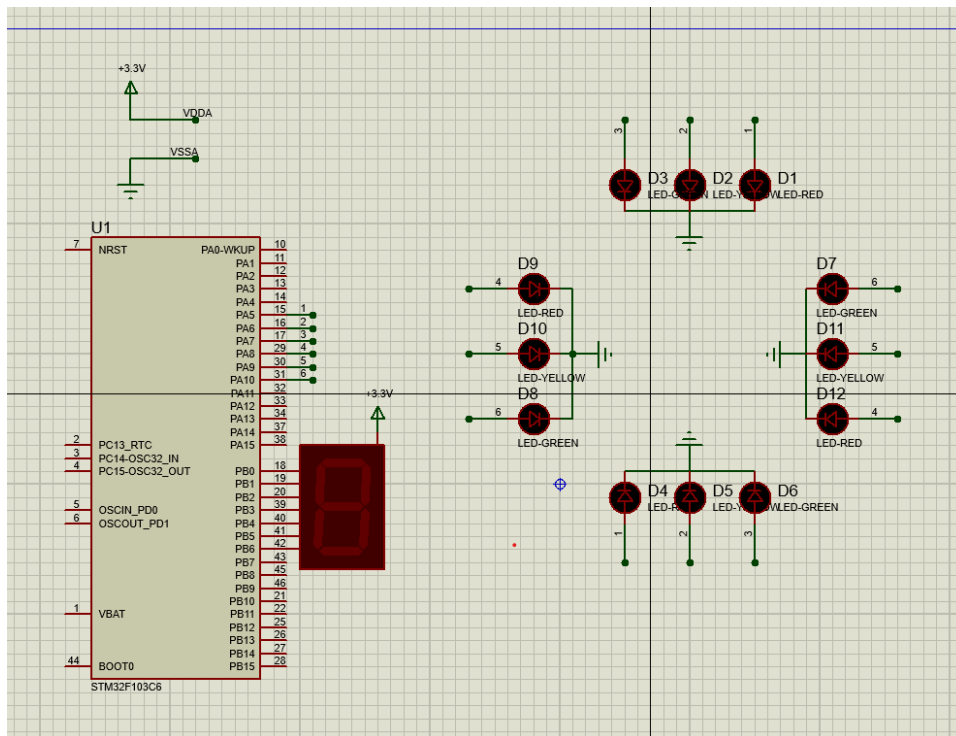 +3.3V
VDDA
VSSA
U1
7 NRST PA0-WKUP 10
PA1 11
PA2 12
PA3 13
PA4 14
PA5 15 1
PA6 16 2
PA7 17 3
PA8 29 4
PA9 30 5
PA10 31 6
PA11 32
PA12 33
PA13 34
PA14 37
PA15 38
2 PC13_RTC
3 PC14-OSC32_IN
4 PC15-OSC32_OUT
PB0 18
PB1 19
PB2 20
PB3 39
PB4 40
PB5 41
PB6 42
PB7 43
PB8 45
PB9 46
PB10 21
PB11 22
PB12 25
PB13 26
PB14 27
PB15 28
5 OSCIN_PD0
6 OSCOUT_PD1
1 VBAT
44 BOOT0
STM32F103C6
+3.3V
3 2 1
D3 D2 D1
LED-RED
D9
4
LED-RED
D10
5
LED-YELLOW
D8
6
LED-GREEN
D7
6
LED-GREEN
D11
5
LED-YELLOW
D12
4
LED-RED
D4 D5 D6
LED-GREEN
1 2 3